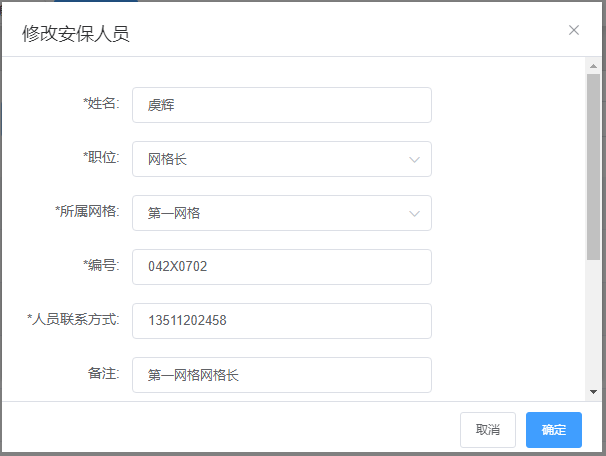 修改安保人员
*姓名: 虞辉
*职位: 网格长
*所属网格: 第一网格
*编号: 042X0702
*人员联系方式: 13511202458
备注: 第一网格网格长
取消 确定